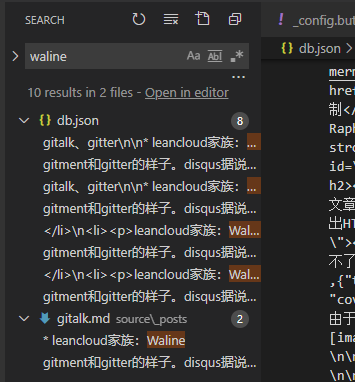 SEARCH
waline
Aa
Abl
.*
10 results in 2 files - Open in editor
db.json
8
gitalk、gitter\n\n* leancloud家族：...
gitment和gitter的样子。disqus据说...
gitalk、gitter\n\n* leancloud家族：...
gitment和gitter的样子。disqus据说...
</li>\n<li><p>leancloud家族：Wal...
gitment和gitter的样子。disqus据说...
</li>\n<li><p>leancloud家族：Wal...
gitment和gitter的样子。disqus据说...
gitalk.md source\_posts
2
* leancloud家族：Waline
gitment和gitter的样子。disqus据说...
! _config.but
{} db.json
merm
href
制</
Raph
stro
id=\
h2><
文章
出HT
\"><
不了
,{"t
"cov
由于
[ima
\n\n
\n\n